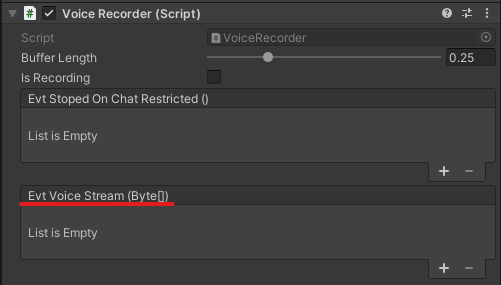 Voice Recorder (Script)
Script
VoiceRecorder
Buffer Length
0.25
Is Recording
Evt Stoped On Chat Restricted ()
List is Empty
Evt Voice Stream (Byte[])
List is Empty